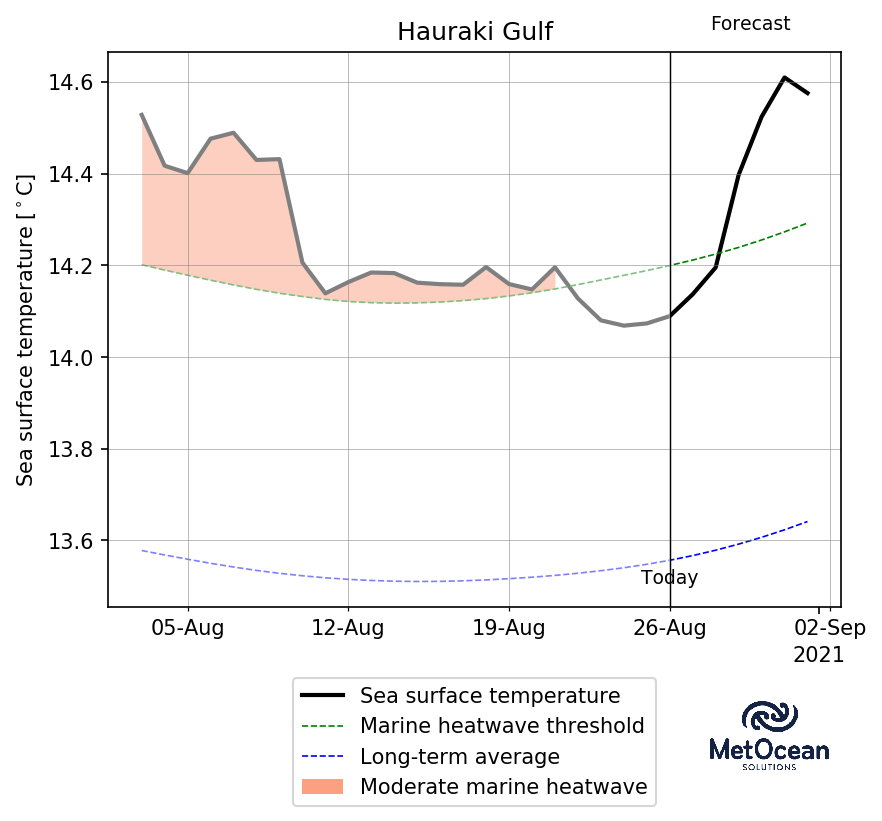 Forecast
Hauraki Gulf
Sea surface temperature [°C]
14.6
14.4
14.2
14.0
13.8
13.6
Today
05-Aug 12-Aug 19-Aug 26-Aug 02-Sep
2021
Sea surface temperature
Marine heatwave threshold
Long-term average
Moderate marine heatwave
MetOcean
SOLUTIONS